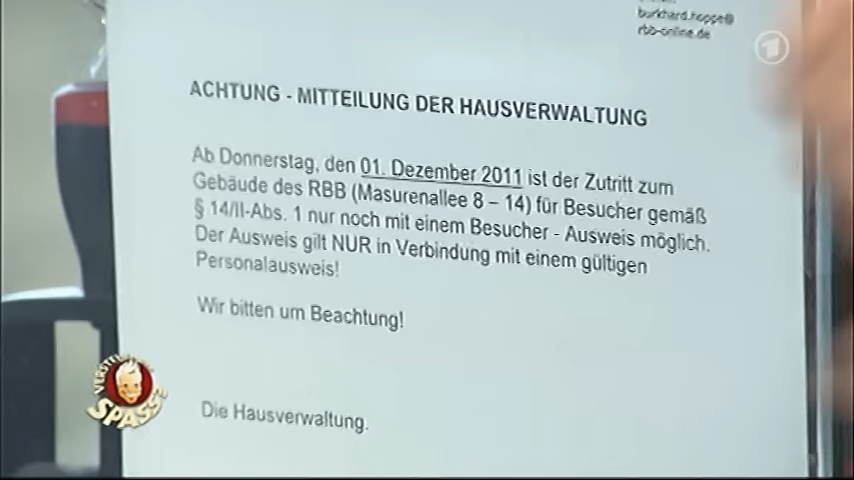 burkhard.hoppe@
rbb-online.de
1
ACHTUNG - MITTEILUNG DER HAUSVERWALTUNG
Ab Donnerstag, den 01. Dezember 2011 ist der Zutritt zum
Gebäude des RBB (Masurenallee 8 – 14) für Besucher gemäß
§ 14/II-Abs. 1 nur noch mit einem Besucher - Ausweis möglich.
Der Ausweis gilt NUR in Verbindung mit einem gültigen
Personalausweis!
Wir bitten um Beachtung!
SPASS?
Die Hausverwaltung.